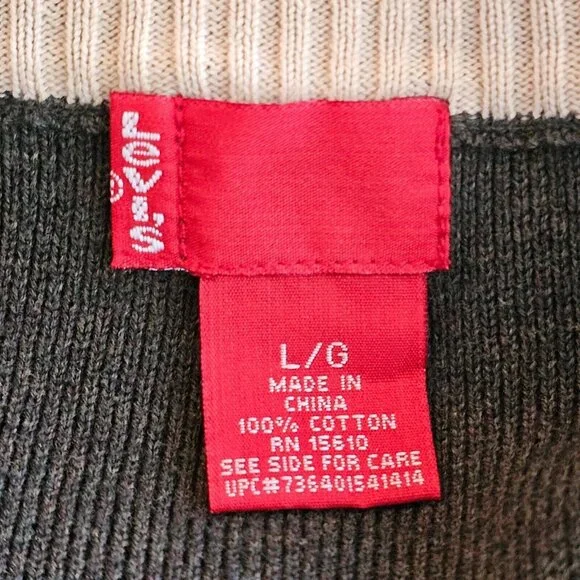 Levi's
®
L/G
MADE IN
CHINA
100% COTTON
RN 15610
SEE SIDE FOR CARE
UPC#736401541414